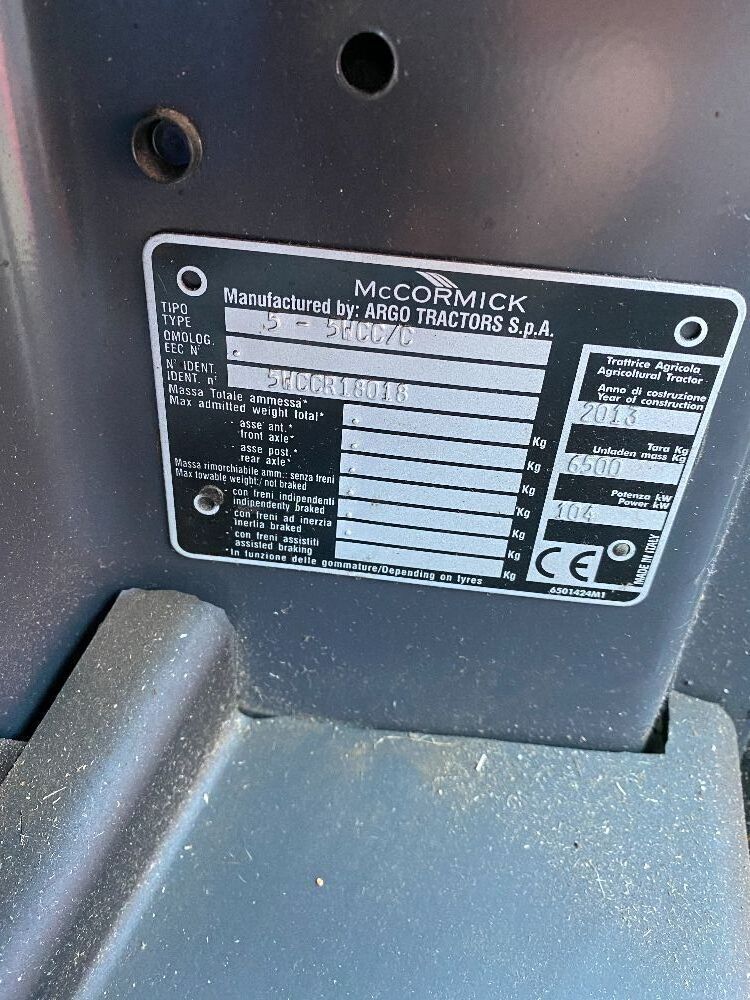 McCORMICK
Manufactured by: ARGO TRACTORS S.p.A.
TIPO
TYPE
5 - 5WCC/C
OMOLOG.
EEC N°
N° IDENT.
IDENT. n°
5WCCR18018
Massa Totale ammessa*
Max admitted weight total*
- asse ant.*
front axle*
Kg
- asse post.*
rear axle*
Kg
Massa rimorchiabile amm.: senza freni
Max towable weight: not braked
Kg
- con freni indipendenti
independenty braked
Kg
- con freni ad inerzia
inertia braked
Kg
- con freni assistiti
assisted braking
Kg
*In funzione delle gommature/Depending on tyres
Trattrice Agricola
Agricoltural Tractor
Anno di costruzione
Year of construction
2013
Tara Kg
Unladen mass Kg
6500
Potenza kW
Power kW
104
CE
MADE IN ITALY
6501424M1